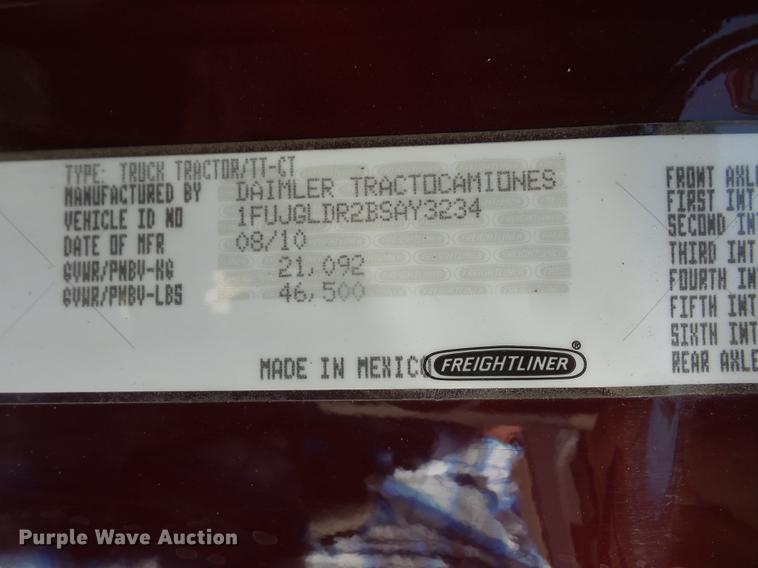 TYPE: TRUCK TRACTOR/TT-CT
MANUFACTURED BY DAIMLER TRACTOCAMIONES
VEHICLE ID NO 1FUJGLDR2BSAY3234
DATE OF MFR 08/10
GVWR/PNBV-KG 21,092
GVWR/PNBV-LBS 46,500
MADE IN MEXICO
FREIGHTLINER®
FRONT AXLE
FIRST INT
SECOND INT
THIRD INT
FOURTH INT
FIFTH INT
SIXTH INT
REAR AXLE
Purple Wave Auction